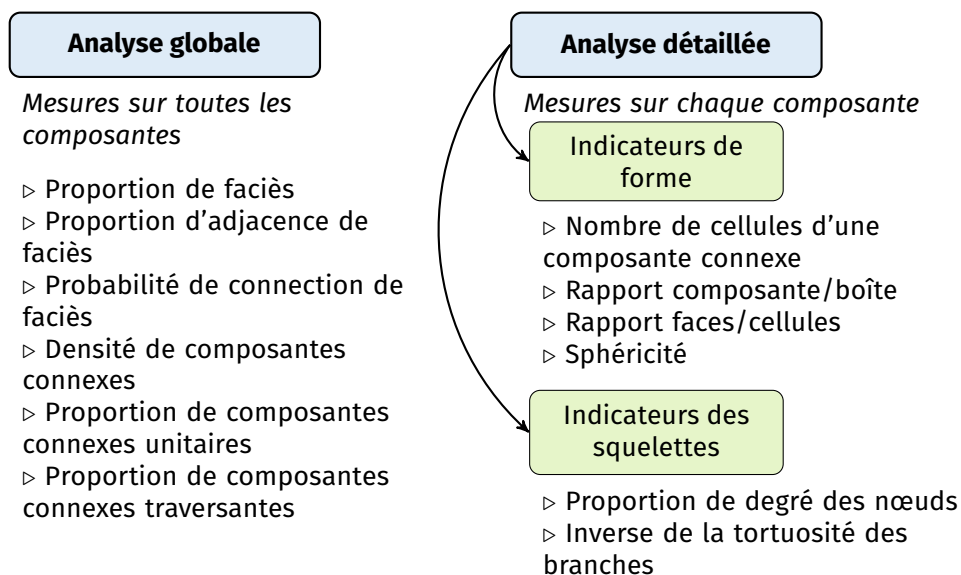 Analyse globale
Mesures sur toutes les
composantes
▷ Proportion de faciès
▷ Proportion d'adjacence de
faciès
▷ Probabilité de connection de
faciès
▷ Densité de composantes
connexes
▷ Proportion de composantes
connexes unitaires
▷ Proportion de composantes
connexes traversantes
Analyse détaillée
Mesures sur chaque composante
Indicateurs de
forme
▷ Nombre de cellules d'une
composante connexe
▷ Rapport composante/boîte
▷ Rapport faces/cellules
▷ Sphéricité
Indicateurs des
squelettes
▷ Proportion de degré des nœuds
▷ Inverse de la tortuosité des
branches